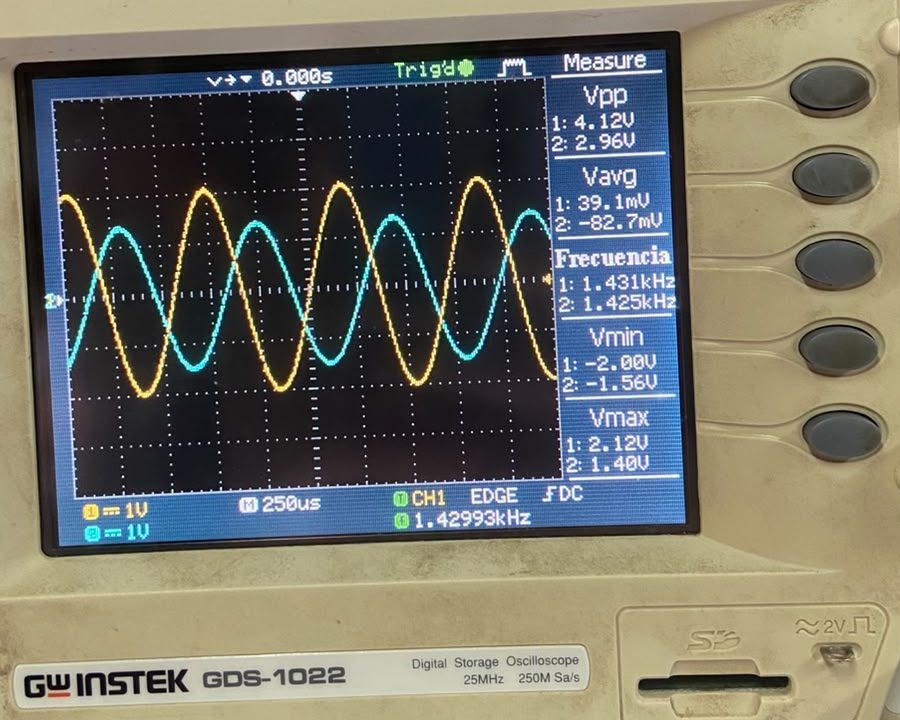 0.000s Trig'd
Measure
Vpp
1: 4.12V
2: 2.96V
Vavg
1: 39.1mV
2: -82.7mV
Frecuencia
1: 1.431kHz
2: 1.425kHz
Vmin
1: -2.00V
2: -1.56V
Vmax
1: 2.12V
2: 1.40V
1 1V M 250us CH1 EDGE DC
2 1V 1.42993kHz
GW INSTEK GDS-1022
Digital Storage Oscilloscope
25MHz 250M Sa/s
SD
≈2V